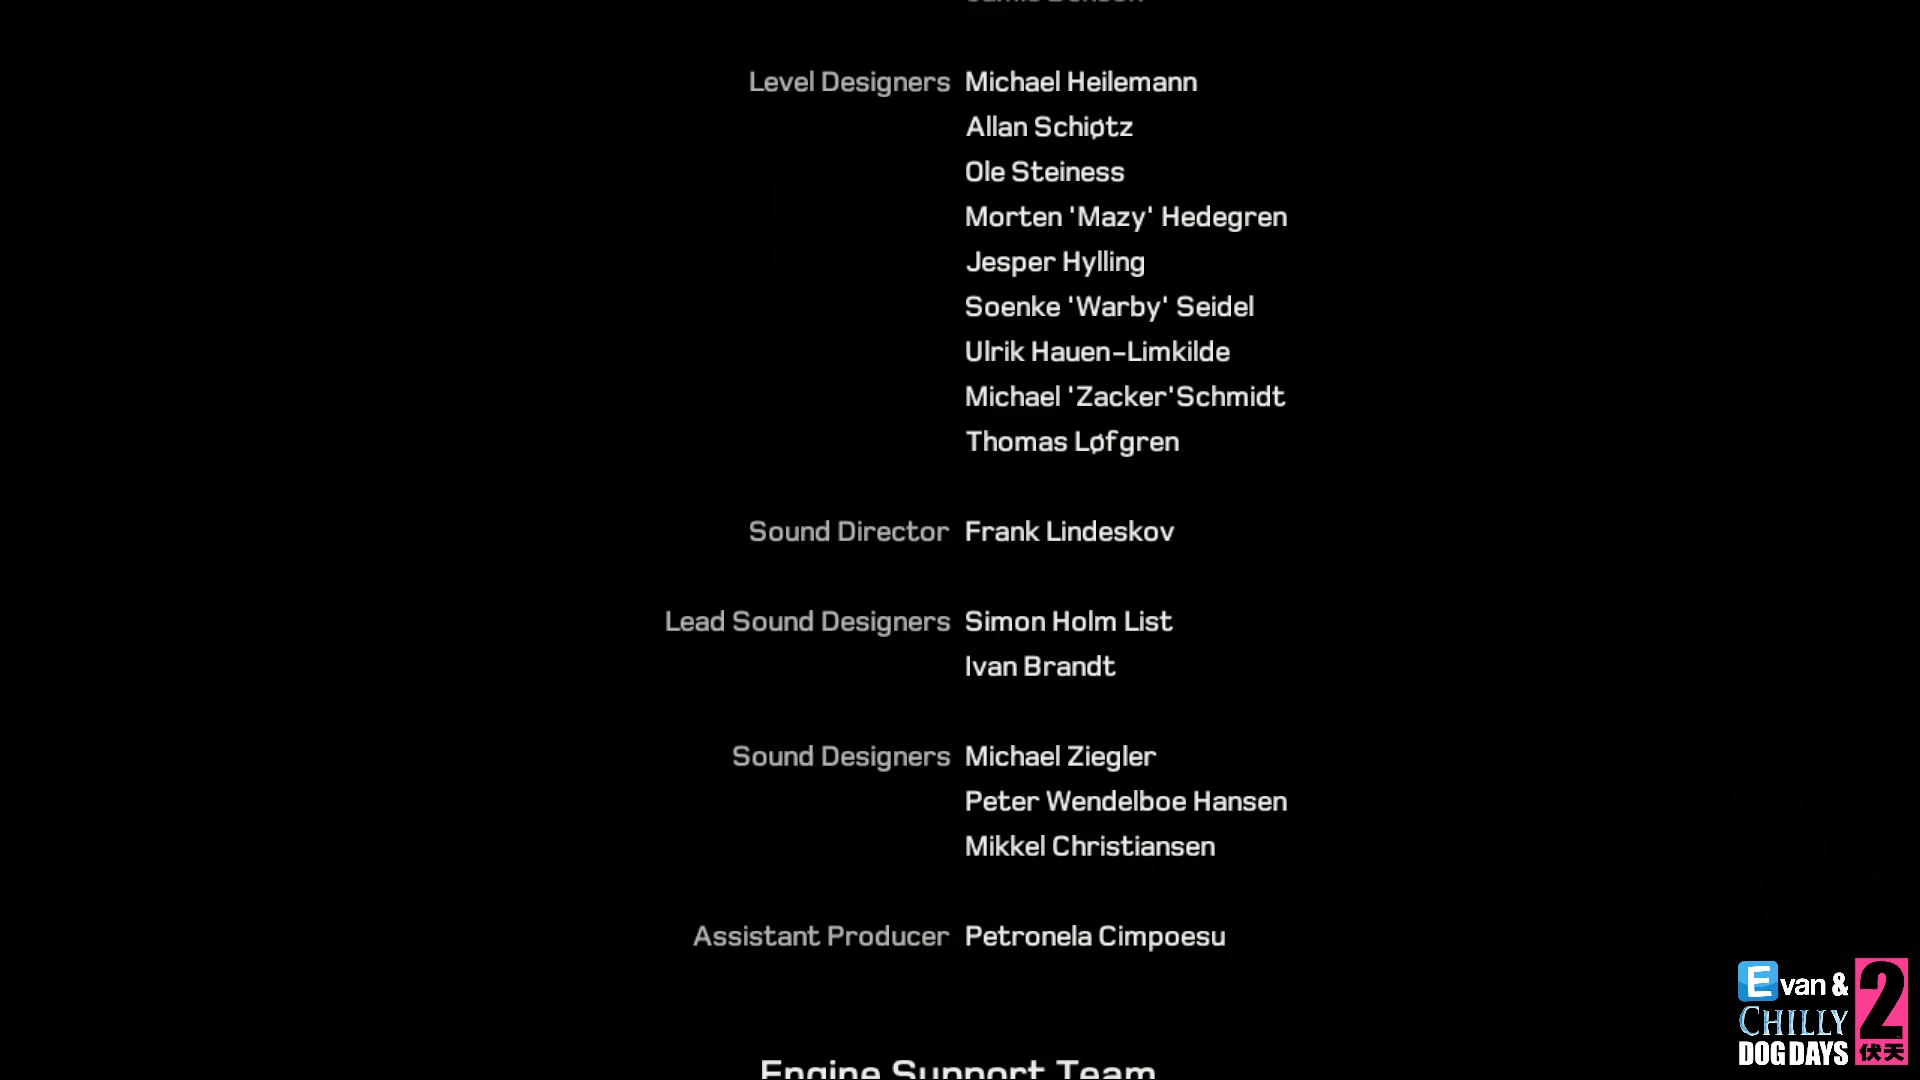 Level Designers Michael Heilemann
Allan Schiøtz
Ole Steiness
Morten 'Mazy' Hedegren
Jesper Hylling
Soenke 'Warby' Seidel
Ulrik Hauen-Limkilde
Michael 'Zacker'Schmidt
Thomas Løfgren
Sound Director Frank Lindeskov
Lead Sound Designers Simon Holm List
Ivan Brandt
Sound Designers Michael Ziegler
Peter Wendelboe Hansen
Mikkel Christiansen
Assistant Producer Petronela Cimpoesu
Engine Support Team
Evan &
CHILLY
DOG DAYS
2
伏天